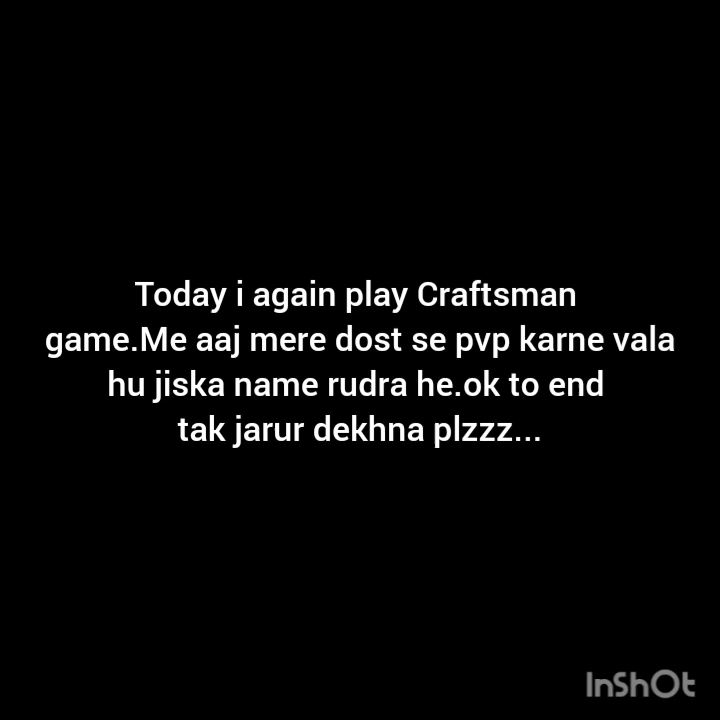 Today i again play Craftsman
game.Me aaj mere dost se pvp karne vala
hu jiska name rudra he.ok to end
tak jarur dekhna plzzz...
InShOt